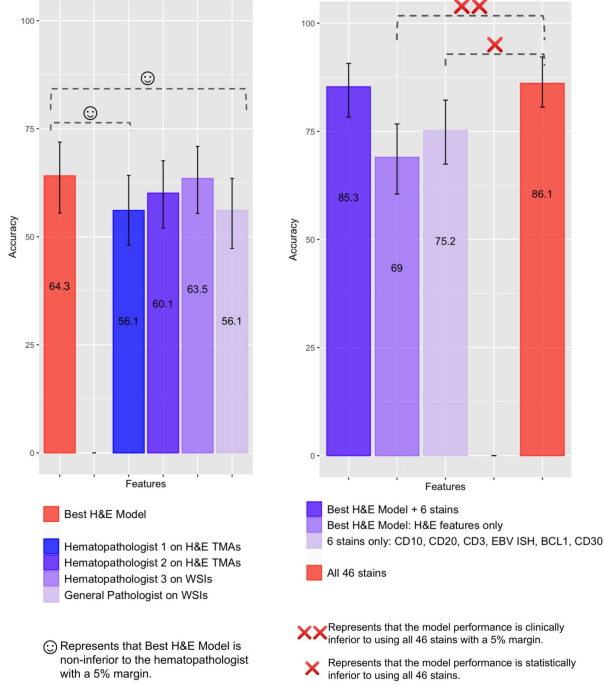 100-
75-
50-
25-
0-
Accuracy
64.3
56.1
60.1
63.5
56.1
Features
Best H&E Model
Hematopathologist 1 on H&E TMAs
Hematopathologist 2 on H&E TMAs
Hematopathologist 3 on WSIs
General Pathologist on WSIs
Represents that Best H&E Model is
non-inferior to the hematopathologist
with a 5% margin.
100-
75-
50-
25-
0-
Accuracy
85.3
69
75.2
86.1
Features
Best H&E Model + 6 stains
Best H&E Model: H&E features only
6 stains only: CD10, CD20, CD3, EBV ISH, BCL1, CD30
All 46 stains
Represents that the model performance is clinically
inferior to using all 46 stains with a 5% margin.
Represents that the model performance is statistically
inferior to using all 46 stains.